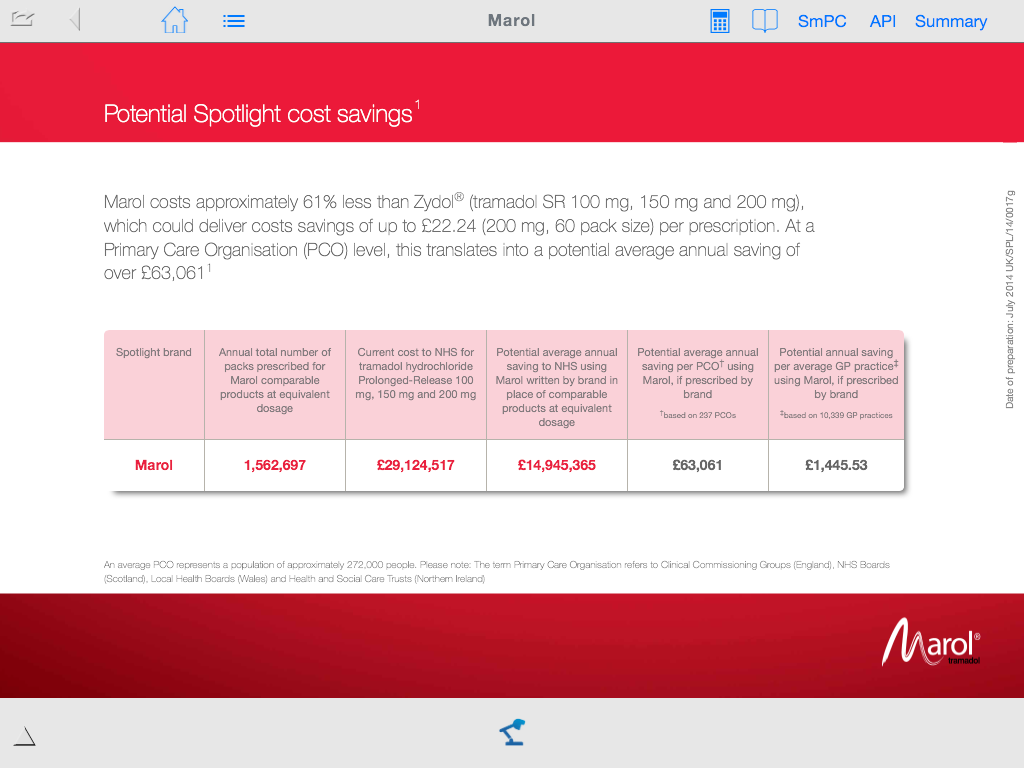 Marol
SmPC API Summary
Potential Spotlight cost savings¹
Marol costs approximately 61% less than Zydol® (tramadol SR 100 mg, 150 mg and 200 mg),
which could deliver costs savings of up to £22.24 (200 mg, 60 pack size) per prescription. At a
Primary Care Organisation (PCO) level, this translates into a potential average annual saving of
over £63,061¹
Date of preparation: July 2014 UK/SPL/14/0017g
Spotlight brand
Annual total number of
packs prescribed for
Marol comparable
products at equivalent
dosage
Current cost to NHS for
tramadol hydrochloride
Prolonged-Release 100
mg, 150 mg and 200 mg
Potential average annual
saving to NHS using
Marol written by brand in
place of comparable
products at equivalent
dosage
Potential average annual
saving per PCO† using
Marol, if prescribed by
brand
†based on 237 PCOs
Potential annual saving
per average GP practice‡
using Marol, if prescribed
by brand
‡based on 10,339 GP practices
Marol 1,562,697 £29,124,517 £14,945,365 £63,061 £1,445.53
An average PCO represents a population of approximately 272,000 people. Please note: The term Primary Care Organisation refers to Clinical Commissioning Groups (England), NHS Boards
(Scotland), Local Health Boards (Wales) and Health and Social Care Trusts (Northern Ireland)
Marol®
tramadol